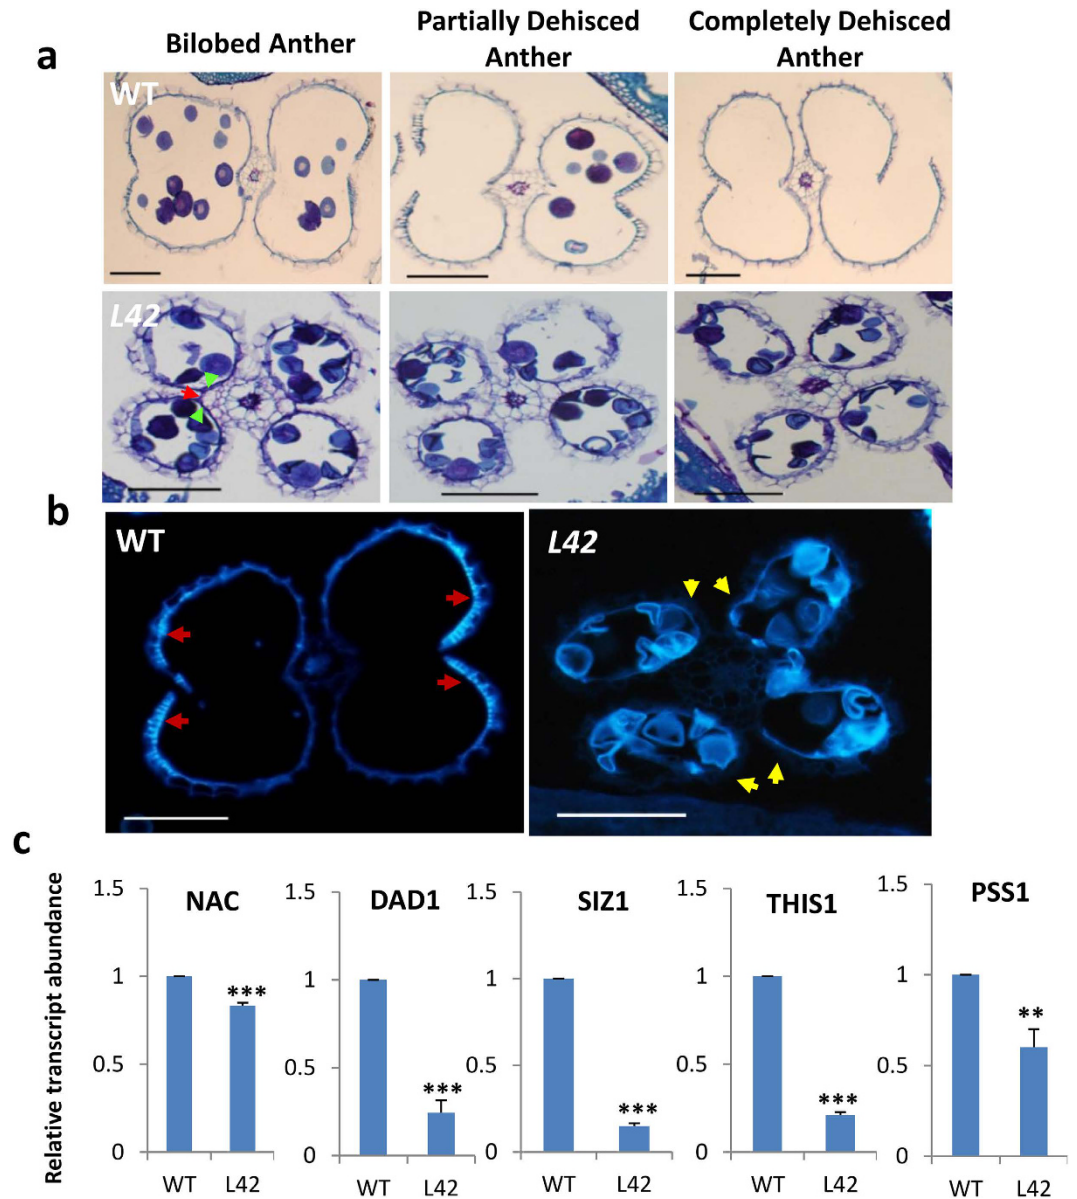 a
Bilobed Anther
Partially Dehisced
Anther
Completely Dehisced
Anther
WT
L42
b
WT
L42
c
Relative transcript abundance
1.5
1
0.5
0
NAC
***
WT L42
1.5
1
0.5
0
DAD1
***
WT L42
1.5
1
0.5
0
SIZ1
***
WT L42
1.5
1
0.5
0
THIS1
***
WT L42
1.5
1
0.5
0
PSS1
**
WT L42